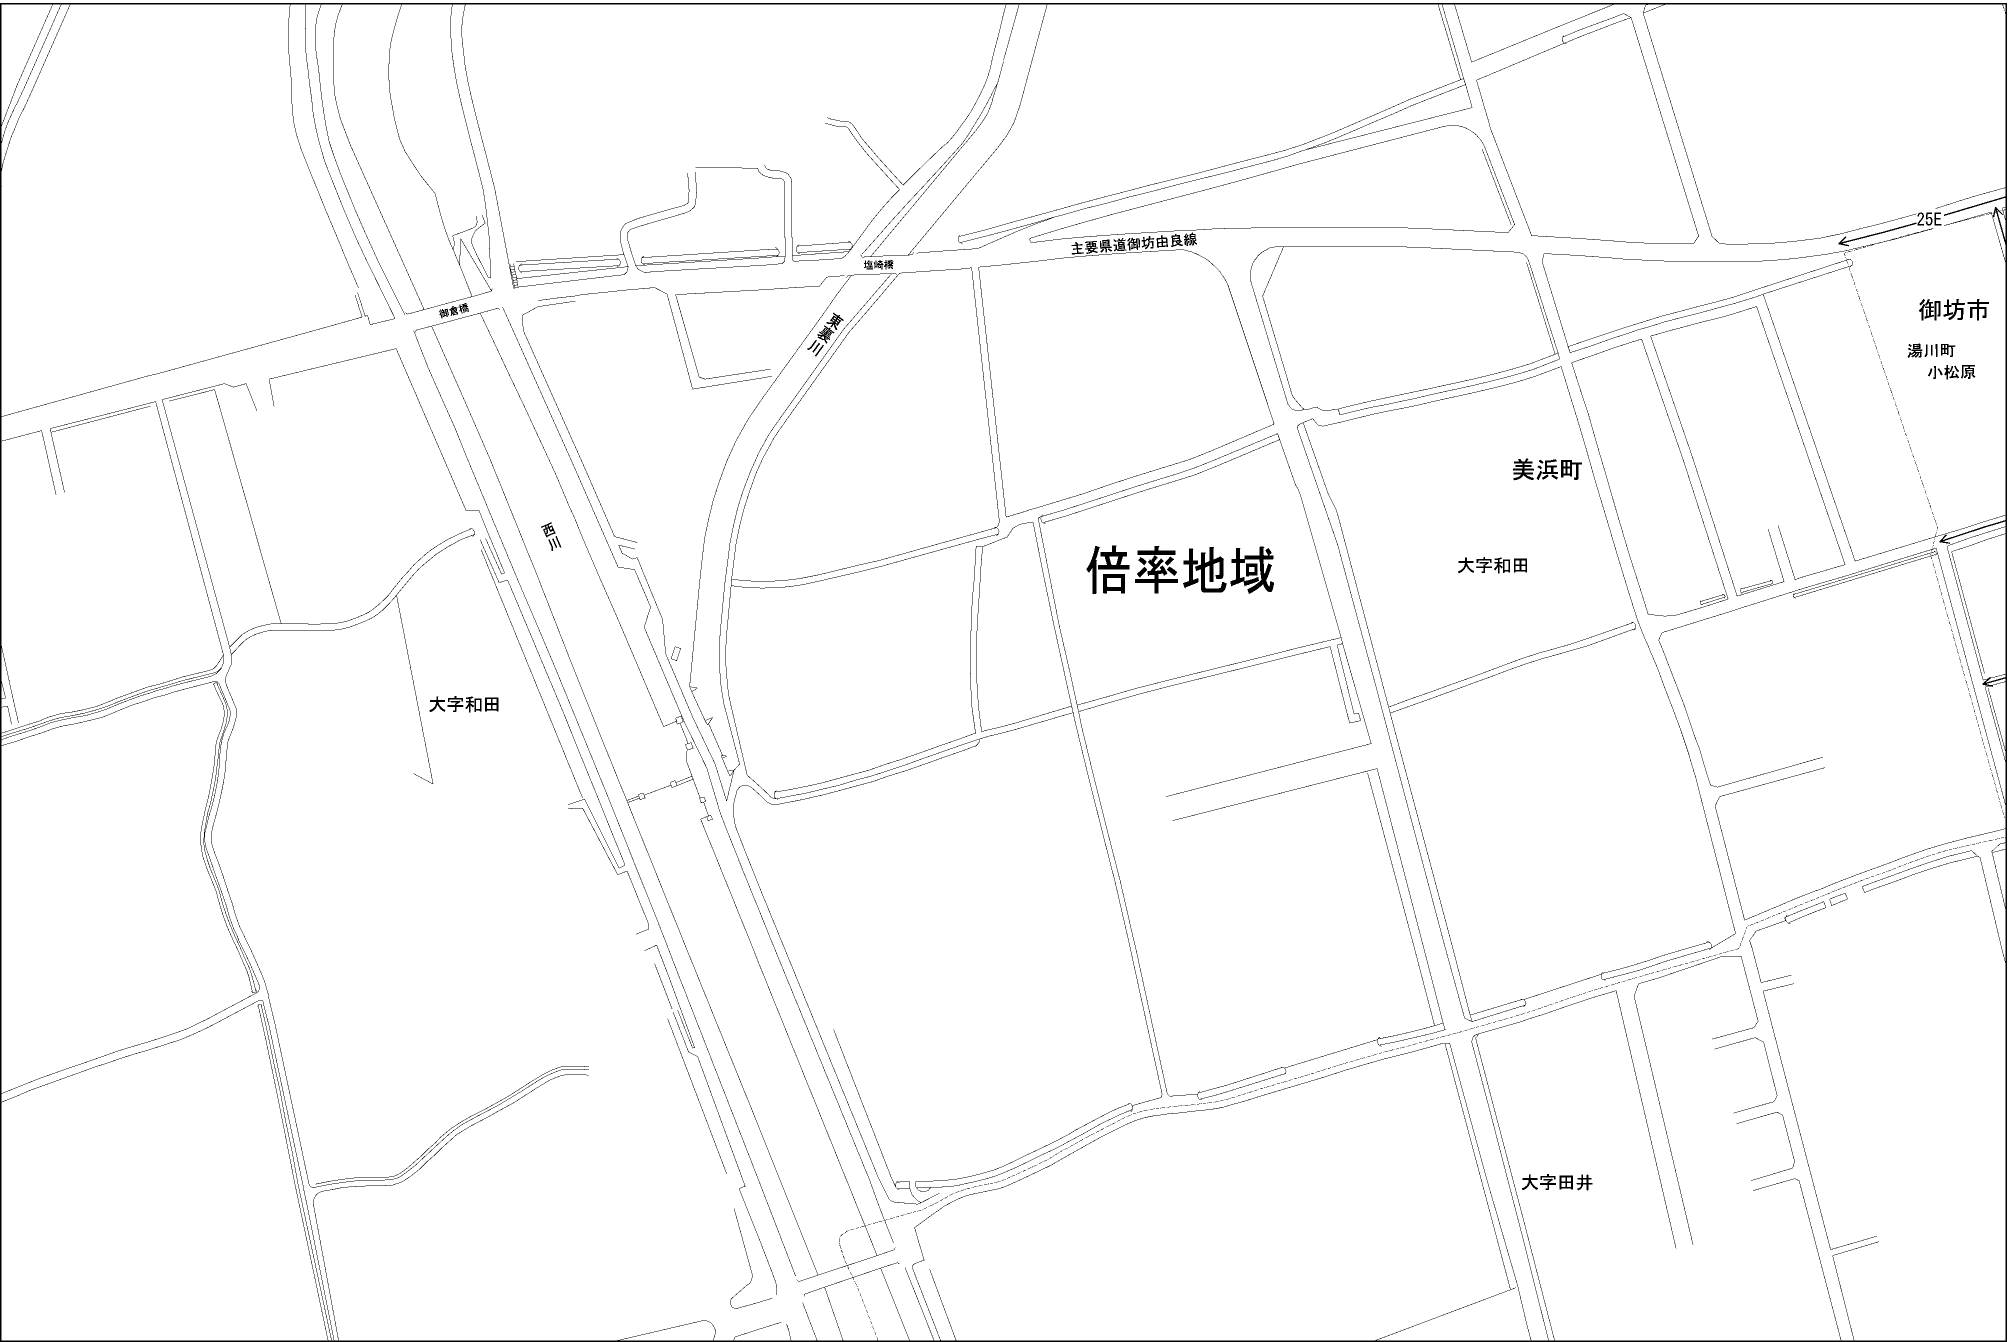 25E
主要県道御坊由良線
塩崎橋
御倉橋
御坊市
湯川町
小松原
東裏川
美浜町
西川
倍率地域
大字和田
大字和田
大字田井